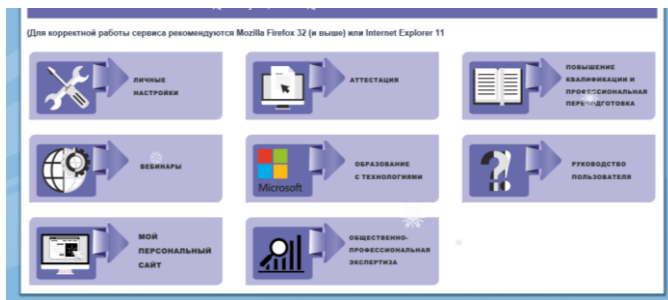 (Для корректной работы сервиса рекомендуются Mozilla Firefox 32 (и выше) или Internet Explorer 11
ЛИЧНЫЕ
НАСТРОЙКИ
АТТЕСТАЦИЯ
ПОВЫШЕНИЕ
КВАЛИФИКАЦИИ И
ПРОФЕССИОНАЛЬНАЯ
ПЕРЕПОДГОТОВКА
ВЕБИНАРЫ
Microsoft
ОБРАЗОВАНИЕ
С ТЕХНОЛОГИЯМИ
РУКОВОДСТВО
ПОЛЬЗОВАТЕЛЯ
МОЙ
ПЕРСОНАЛЬНЫЙ
САЙТ
ОБЩЕСТВЕННО-
ПРОФЕССИОНАЛЬНАЯ
ЭКСПЕРТИЗА